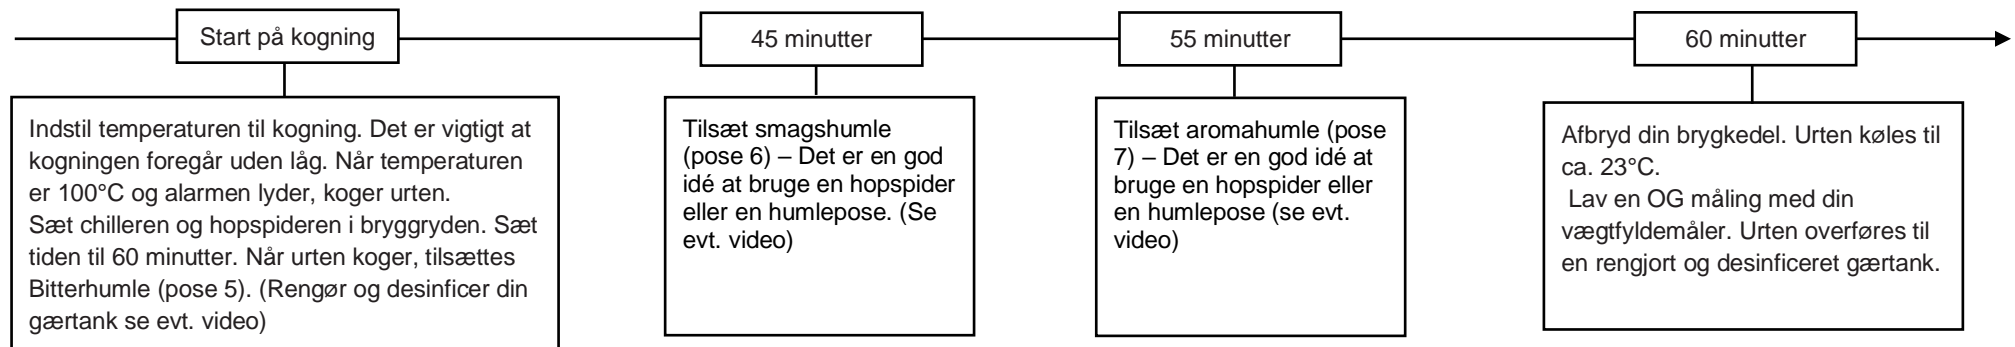 Start på kogning
45 minutter
55 minutter
60 minutter
Indstil temperaturen til kogning. Det er vigtigt at
kogningen foregår uden låg. Når temperaturen
er 100°C og alarmen lyder, koger urten.
Sæt chilleren og hopspideren i bryggryden. Sæt
tiden til 60 minutter. Når urten koger, tilsættes
Bitterhumle (pose 5). (Rengør og desinficer din
gærtank se evt. video)
Tilsæt smagshumle
(pose 6) – Det er en god
idé at bruge en hopspider
eller en humlepose. (Se
evt. video)
Tilsæt aromahumle (pose
7) – Det er en god idé at
bruge en hopspider eller
en humlepose (se evt.
video)
Afbryd din brygkedel. Urten køles til
ca. 23°C.
Lav en OG måling med din
vægtfyldemåler. Urten overføres til
en rengjort og desinficeret gærtank.